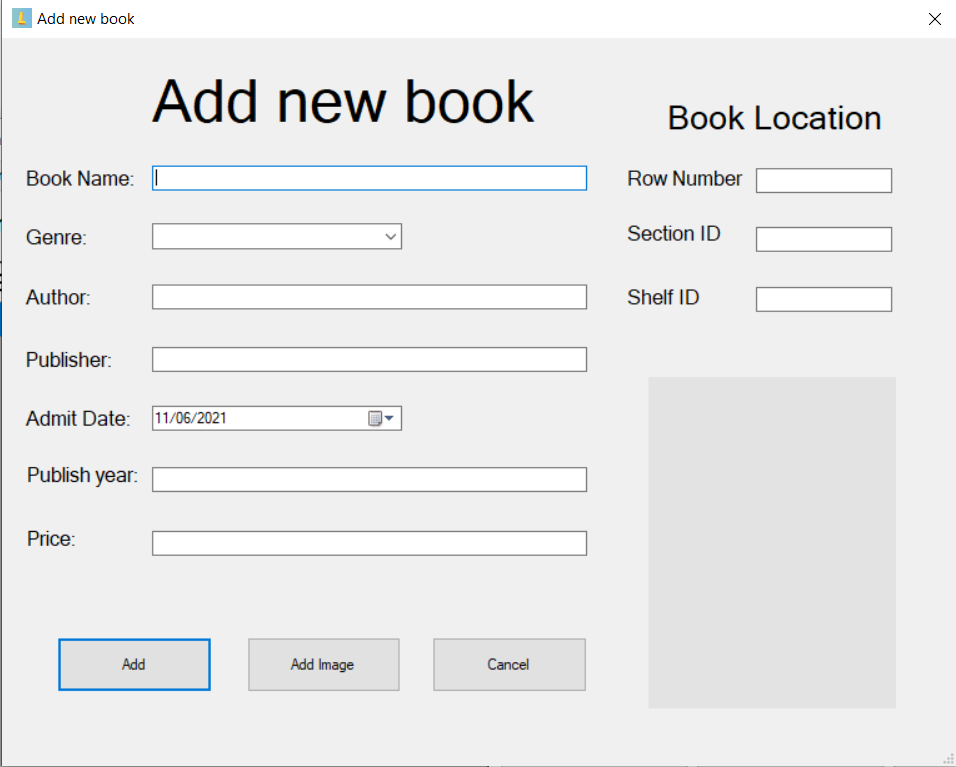 Add new book
Add new book
Book Location
Book Name:
Row Number
Genre:
Section ID
Author:
Shelf ID
Publisher:
Admit Date:
11/06/2021
Publish year:
Price:
Add
Add Image
Cancel